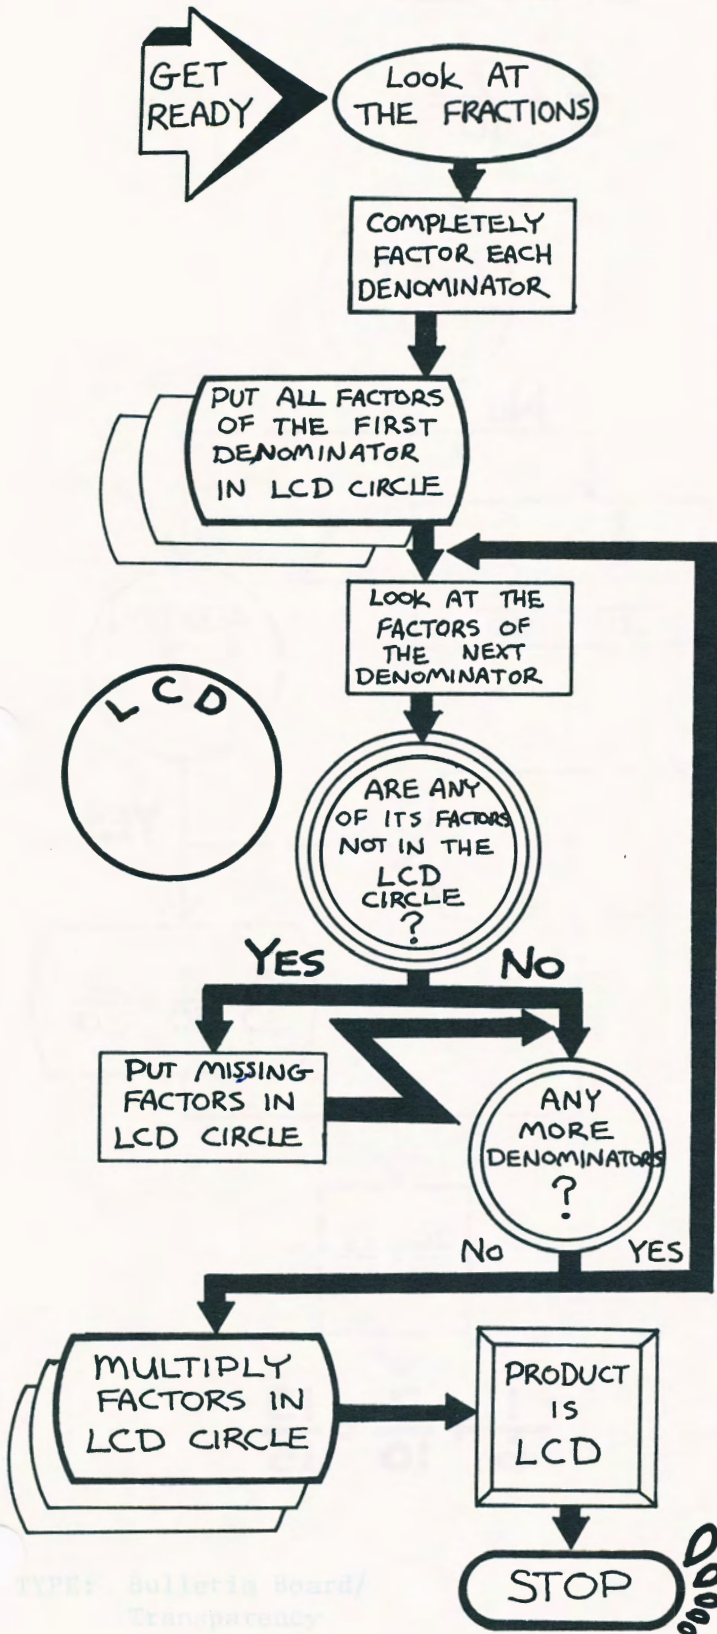 GET
READY
Look AT
THE FRACTIONS
COMPLETELY
FACTOR EACH
DENOMINATOR
PUT ALL FACTORS
OF THE FIRST
DENOMINATOR
IN LCD CIRCLE
LOOK AT THE
FACTORS OF
THE NEXT
DENOMINATOR
LCD
ARE ANY
OF ITS FACTORS
NOT IN THE
LCD
CIRCLE
?
YES
NO
PUT MISSING
FACTORS IN
LCD CIRCLE
ANY
MORE
DENOMINATORS
?
No
YES
MULTIPLY
FACTORS IN
LCD CIRCLE
PRODUCT
IS
LCD
STOP
TYPE: Bulletin Board/
Transparency